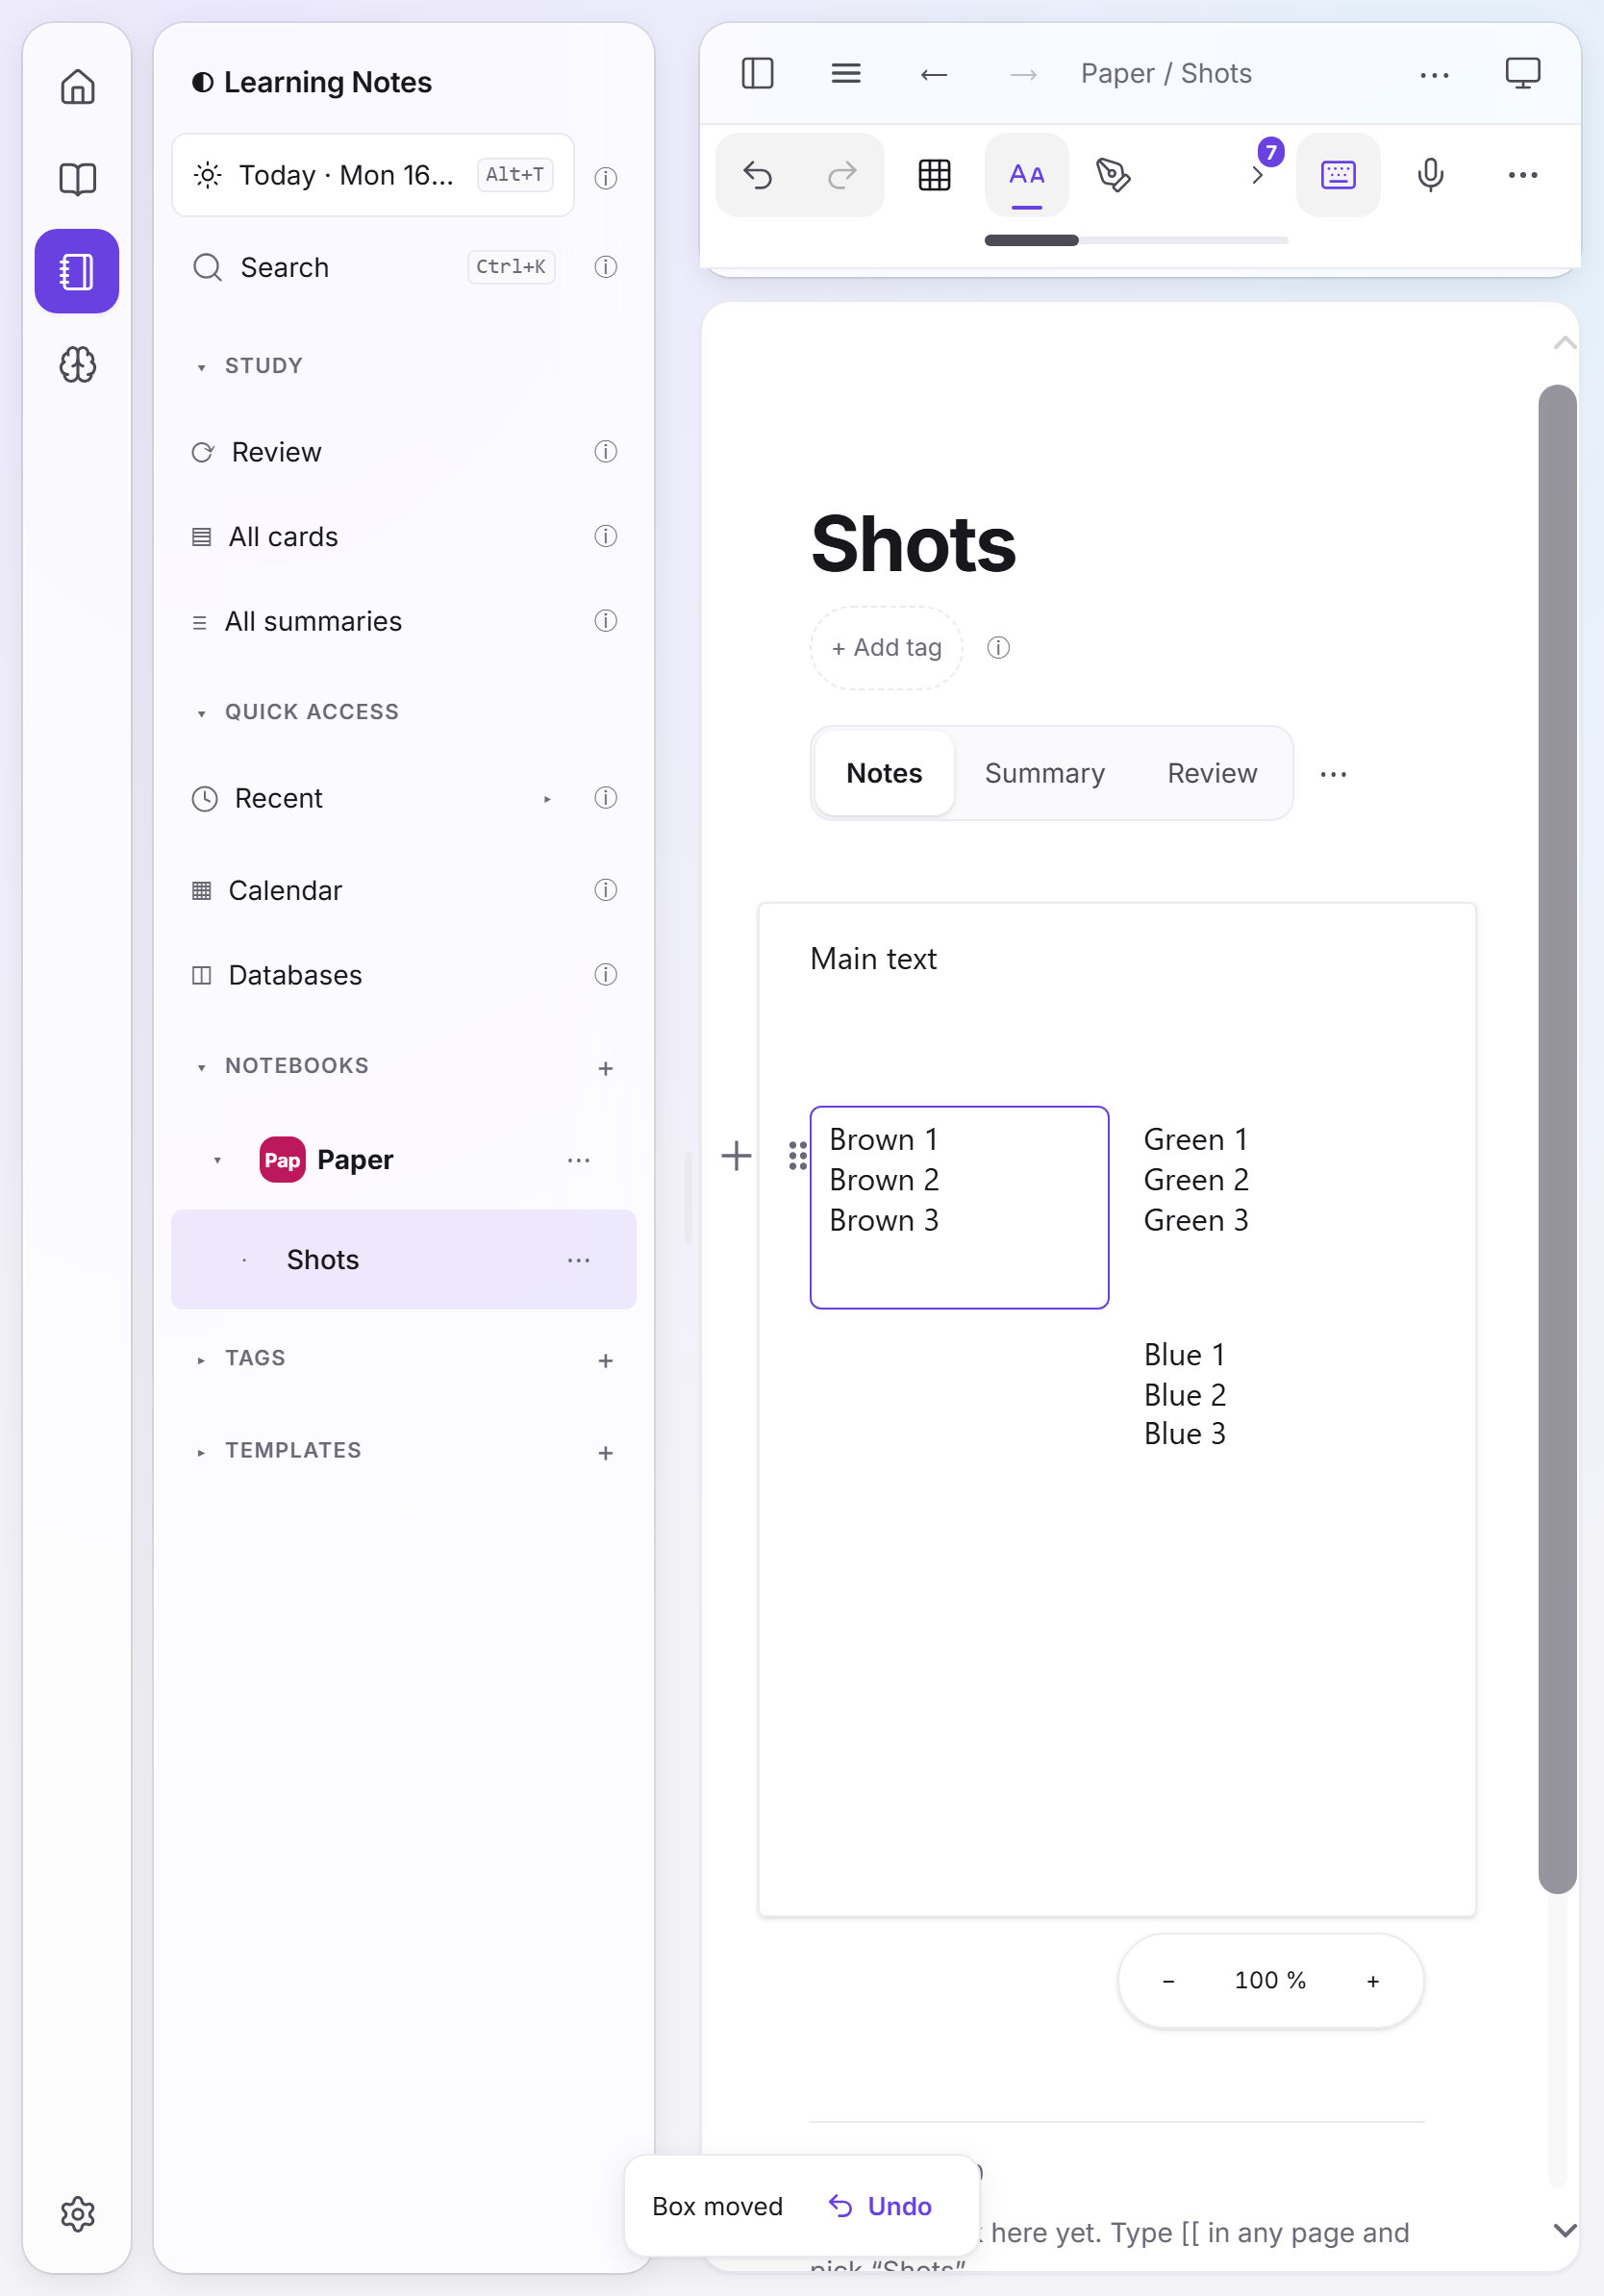 Learning Notes
Today · Mon 16... Alt+T
Search Ctrl+K
STUDY
Review
All cards
All summaries
QUICK ACCESS
Recent
Calendar
Databases
NOTEBOOKS +
Pap Paper ...
Shots ...
TAGS +
TEMPLATES +
Paper / Shots
7
Shots
+ Add tag
Notes Summary Review ...
Main text
Brown 1
Brown 2
Brown 3
Green 1
Green 2
Green 3
Blue 1
Blue 2
Blue 3
− 100 % +
Box moved Undo
here yet. Type [[ in any page and
pick “Shots”